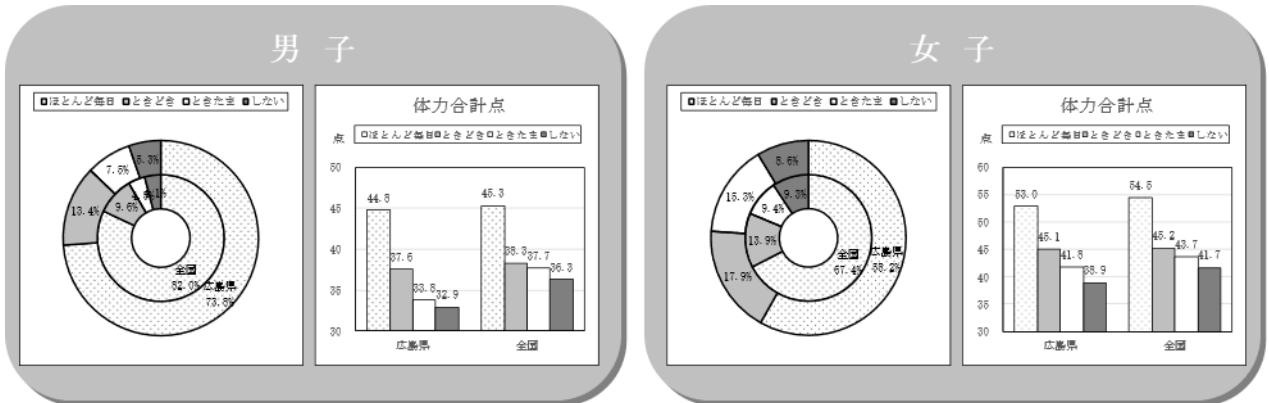 男 子
ほとんど毎日 ときどき ときたま しない
5.3%
7.5%
13.4%
9.6%
全国
82.0%
広島県
73.8%
体力合計点
点
ほとんど毎日 ときどき ときたま しない
50
45
40
35
30
44.8
37.6
33.8
32.9
45.3
38.3
37.7
36.3
広島県
全国
女 子
ほとんど毎日 ときどき ときたま しない
8.6%
15.3%
9.3%
9.4%
13.9%
17.9%
全国
67.4%
広島県
58.2%
体力合計点
点
ほとんど毎日 ときどき ときたま しない
60
55
50
45
40
35
30
53.0
45.1
41.8
38.9
54.5
45.2
43.7
41.7
広島県
全国